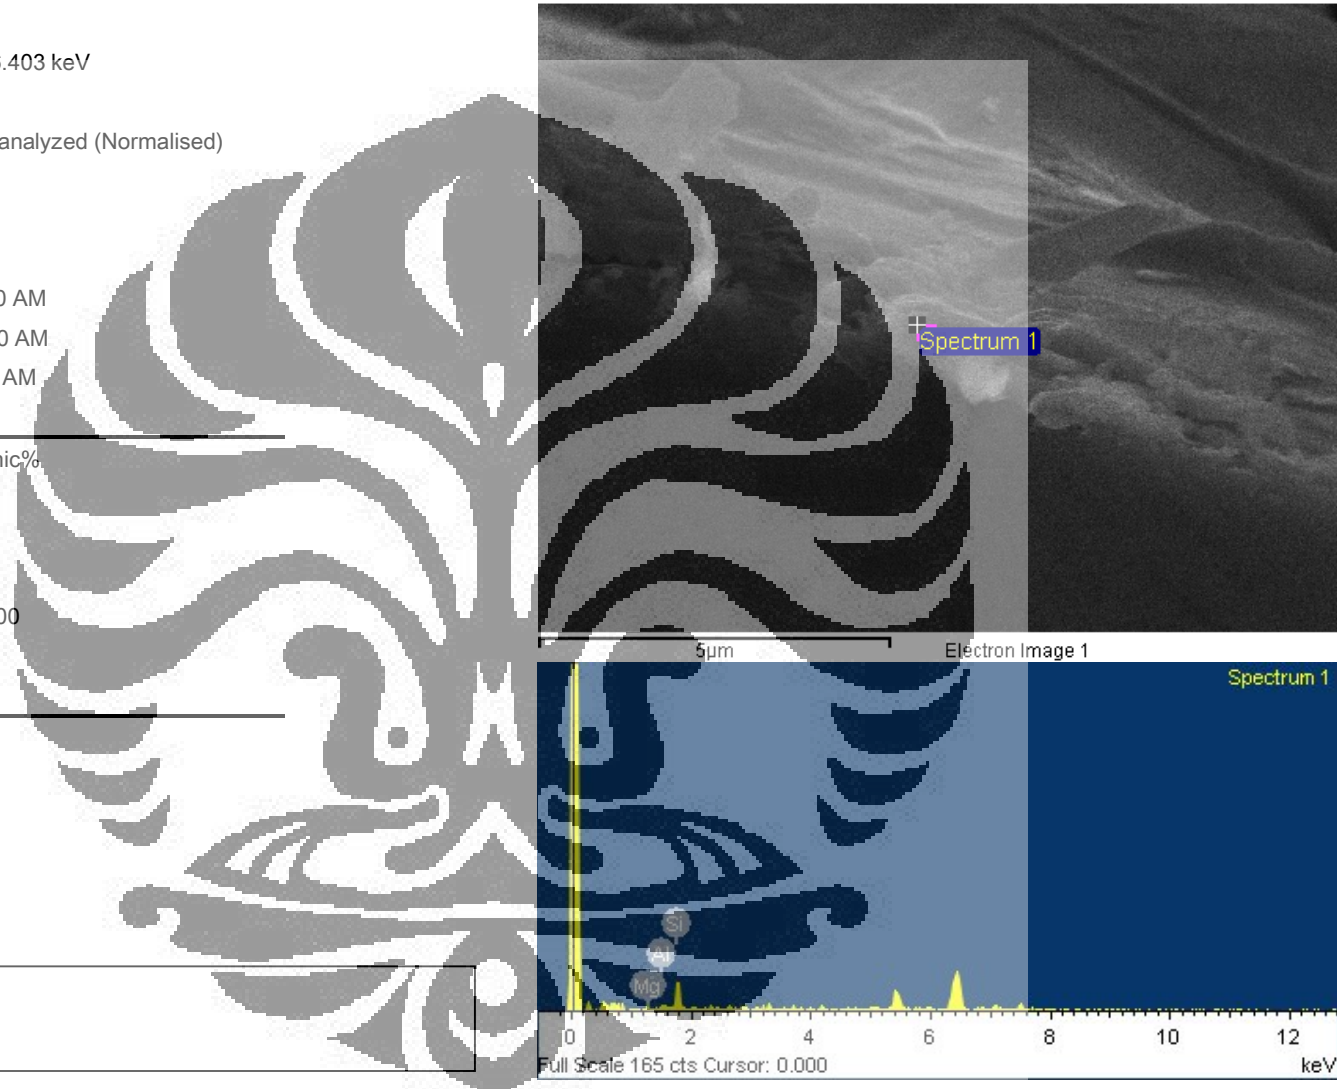 .403 keV
analyzed (Normalised)
0 AM
0 AM
AM
nic%
00
Spectrum 1
5µm
Electron Image 1
Spectrum 1
Si
Al
Mg
0 2 4 6 8 10 12
Full Scale 165 cts Cursor: 0.000
keV